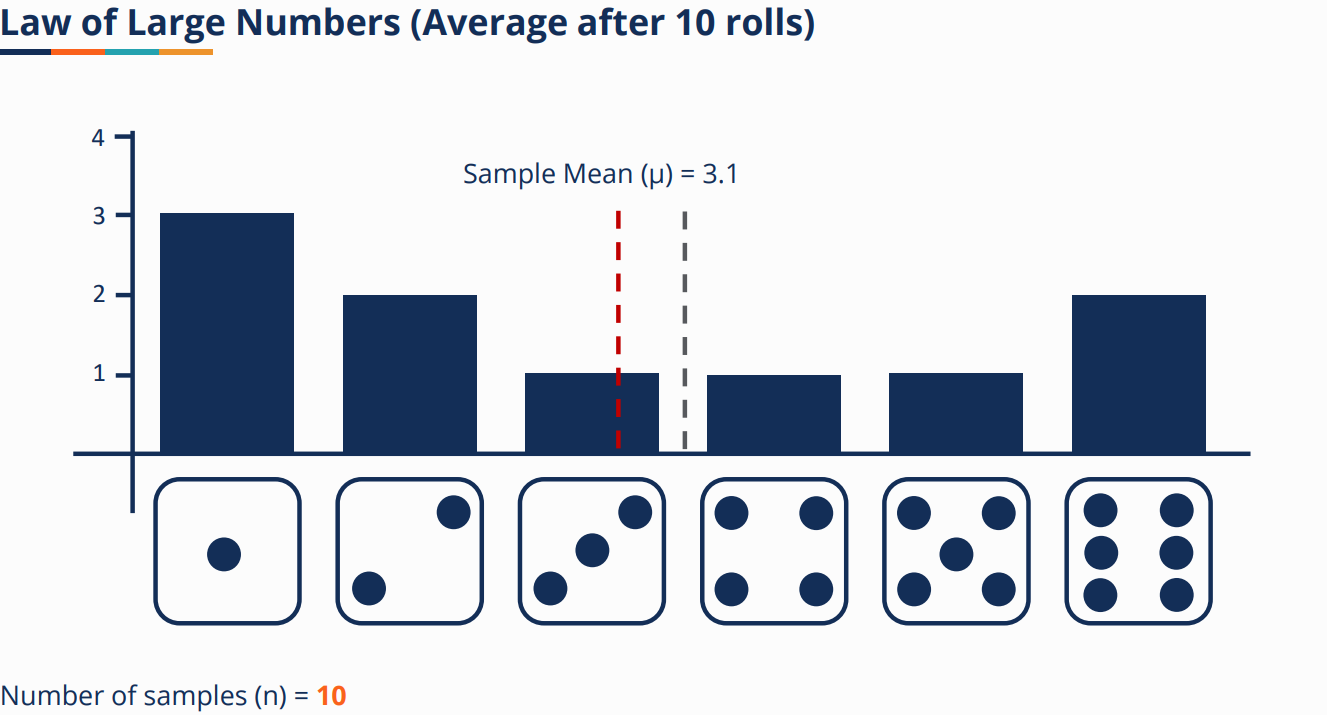 Law of Large Numbers (Average after 10 rolls)
4
Sample Mean (μ) = 3.1
3
2
1
Number of samples (n) = 10